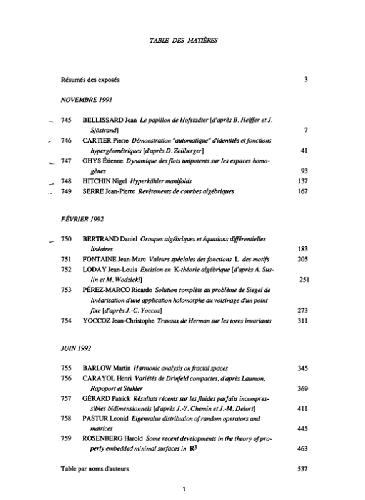 TABLE DES MATIÈRES
Résumés des exposés 3
NOVEMBRE 1991
745 BELLISSARD Jean Le papillon de Hofstadter [d'après B. Helffer et J.
Sjöstrand] 7
746 CARTIER Pierre Démonstration "automatique" d'identités et fonctions
hypergéométriques [d'après D. Zeilberger] 41
747 GHYS Étienne Dynamique des flots unipotents sur les espaces homo-
gènes 93
748 HITCHIN Nigel Hyperkähler manifolds 137
749 SERRE Jean-Pierre Revêtements de courbes algébriques 167
FÉVRIER 1992
750 BERTRAND Daniel Groupes algébriques et équations différentielles
linéaires 183
751 FONTAINE Jean-Marc Valeurs spéciales des fonctions L des motifs 205
752 LODAY Jean-Louis Excision en K-théorie algébrique [d'après A. Sus-
lin et M. Wodzicki] 251
753 PÉREZ-MARCO Ricardo Solution complète au problème de Siegel de
linéarisation d'une application holomorphe au voisinage d'un point
fixe [d'après J.-C. Yoccoz] 273
754 YOCCOZ Jean-Christophe Travaux de Herman sur les tores invariants 311
JUIN 1992
755 BARLOW Martin Harmonic analysis on fractal spaces 345
756 CARAYOL Henri Variétés de Drinfeld compactes, d'après Laumon,
Rapoport et Stuhler 369
757 GÉRARD Patrick Résultats récents sur les fluides parfaits incompres-
sibles bidimensionnels [d'après J.-Y. Chemin et J.-M. Delort] 411
758 PASTUR Leonid Eigenvalue distribution of random operators and
matrices 445
759 ROSENBERG Harold Some recent developments in the theory of pro-
perly embedded minimal surfaces in R³ 463
Table par noms d'auteurs 537
1